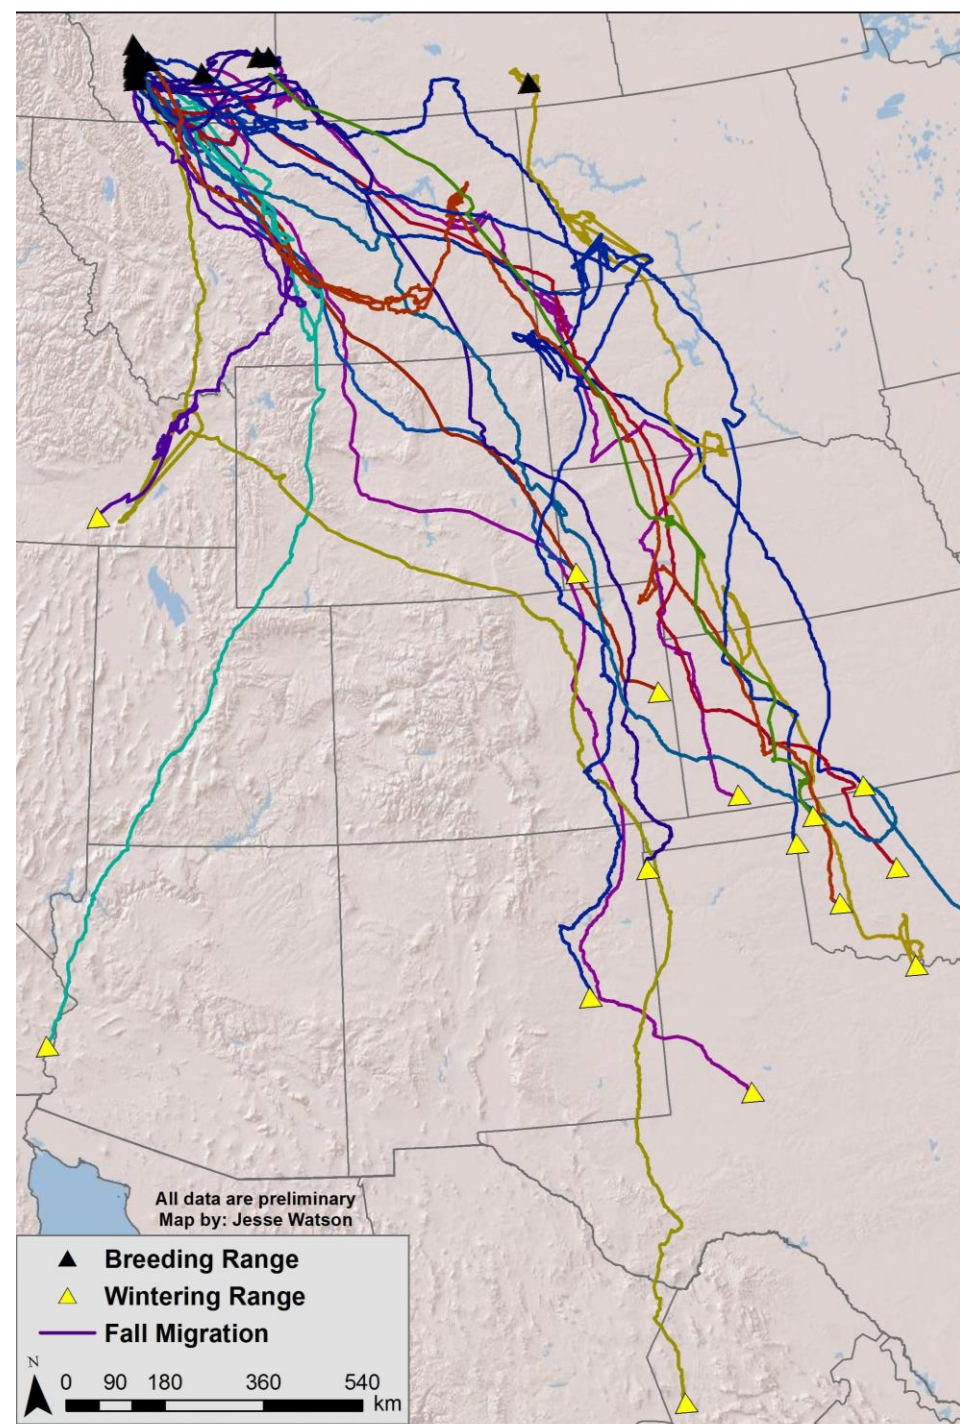 All data are preliminary
Map by: Jesse Watson
Breeding Range
Wintering Range
Fall Migration
N
0 90 180 360 540
km